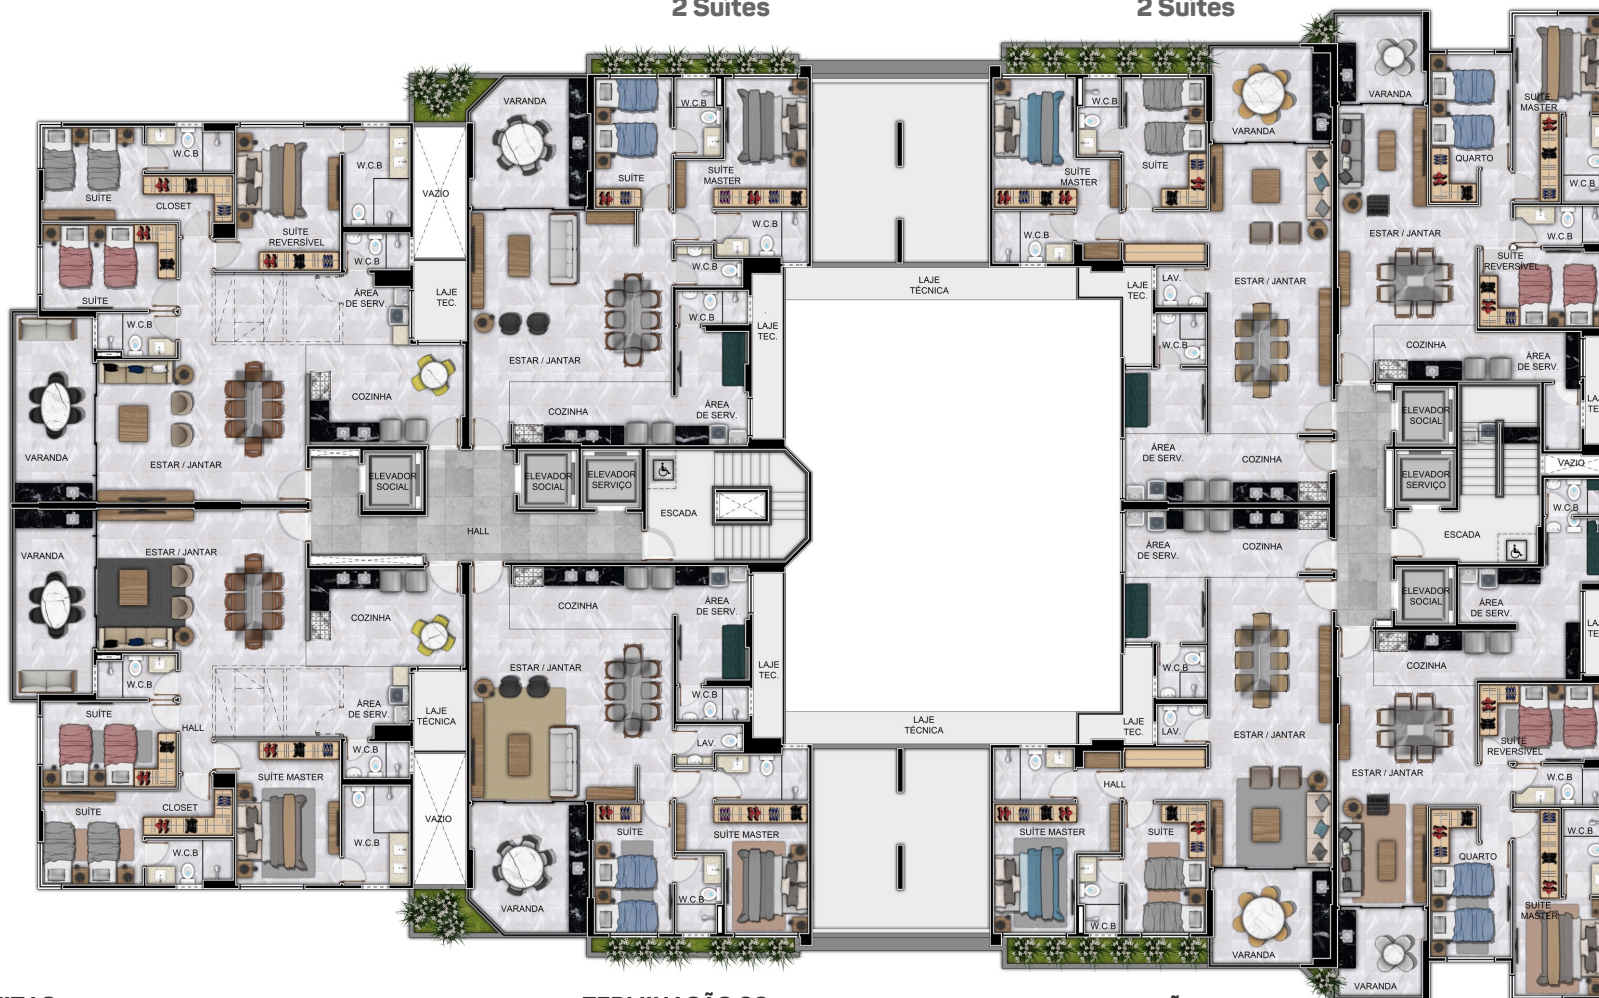 2 Suítes
2 Suítes
VARANDA
W.C.B
SUÍTE
SUÍTE
MASTER
W.C.B
W.C.B
SUÍTE
MASTER
SUÍTE
VARANDA
VARANDA
SUÍTE
MASTER
QUARTO
W.C.B
W.C.B
W.C.B
SUÍTE
CLOSET
SUÍTE
REVERSÍVEL
W.C.B
VAZIO
W.C.B
W.C.B
ESTAR / JANTAR
W.C.B
SUÍTE
REVERSÍVEL
SUÍTE
ÁREA
DE SERV.
LAJE
TEC.
W.C.B
W.C.B
LAJE
TEC.
LAJE
TÉCNICA
LAJE
TEC.
LAV.
ESTAR / JANTAR
W.C.B
ESTAR / JANTAR
W.C.B
COZINHA
ÁREA
DE SERV.
COZINHA
COZINHA
ÁREA
DE SERV.
ELEVADOR
SOCIAL
VARANDA
ESTAR / JANTAR
ÁREA
DE SERV.
COZINHA
VAZIO
ELEVADOR
SOCIAL
ELEVADOR
SOCIAL
ELEVADOR
SERVIÇO
ELEVADOR
SERVIÇO
W.C.B
ESCADA
HALL
ESCADA
VARANDA
ESTAR / JANTAR
ÁREA
DE SERV.
COZINHA
COZINHA
COZINHA
ÁREA
DE SERV.
ELEVADOR
SOCIAL
ÁREA
DE SERV.
W.C.B
ESTAR / JANTAR
LAJE
TEC.
W.C.B
COZINHA
W.C.B
SUÍTE
HALL
ÁREA
DE SERV.
LAJE
TÉCNICA
LAV.
LAJE
TÉCNICA
LAJE
TEC.
LAV.
ESTAR / JANTAR
SUÍTE
REVERSÍVEL
W.C.B
SUÍTE MASTER
HALL
ESTAR / JANTAR
W.C.B
SUÍTE
CLOSET
VAZIO
SUÍTE
SUÍTE MASTER
SUÍTE MASTER
SUÍTE
W.C.B
W.C.B
W.C.B
QUARTO
VARANDA
W.C.B
W.C.B
SUÍTE
MASTER
VARANDA
VARANDA
TERMINAÇÃO